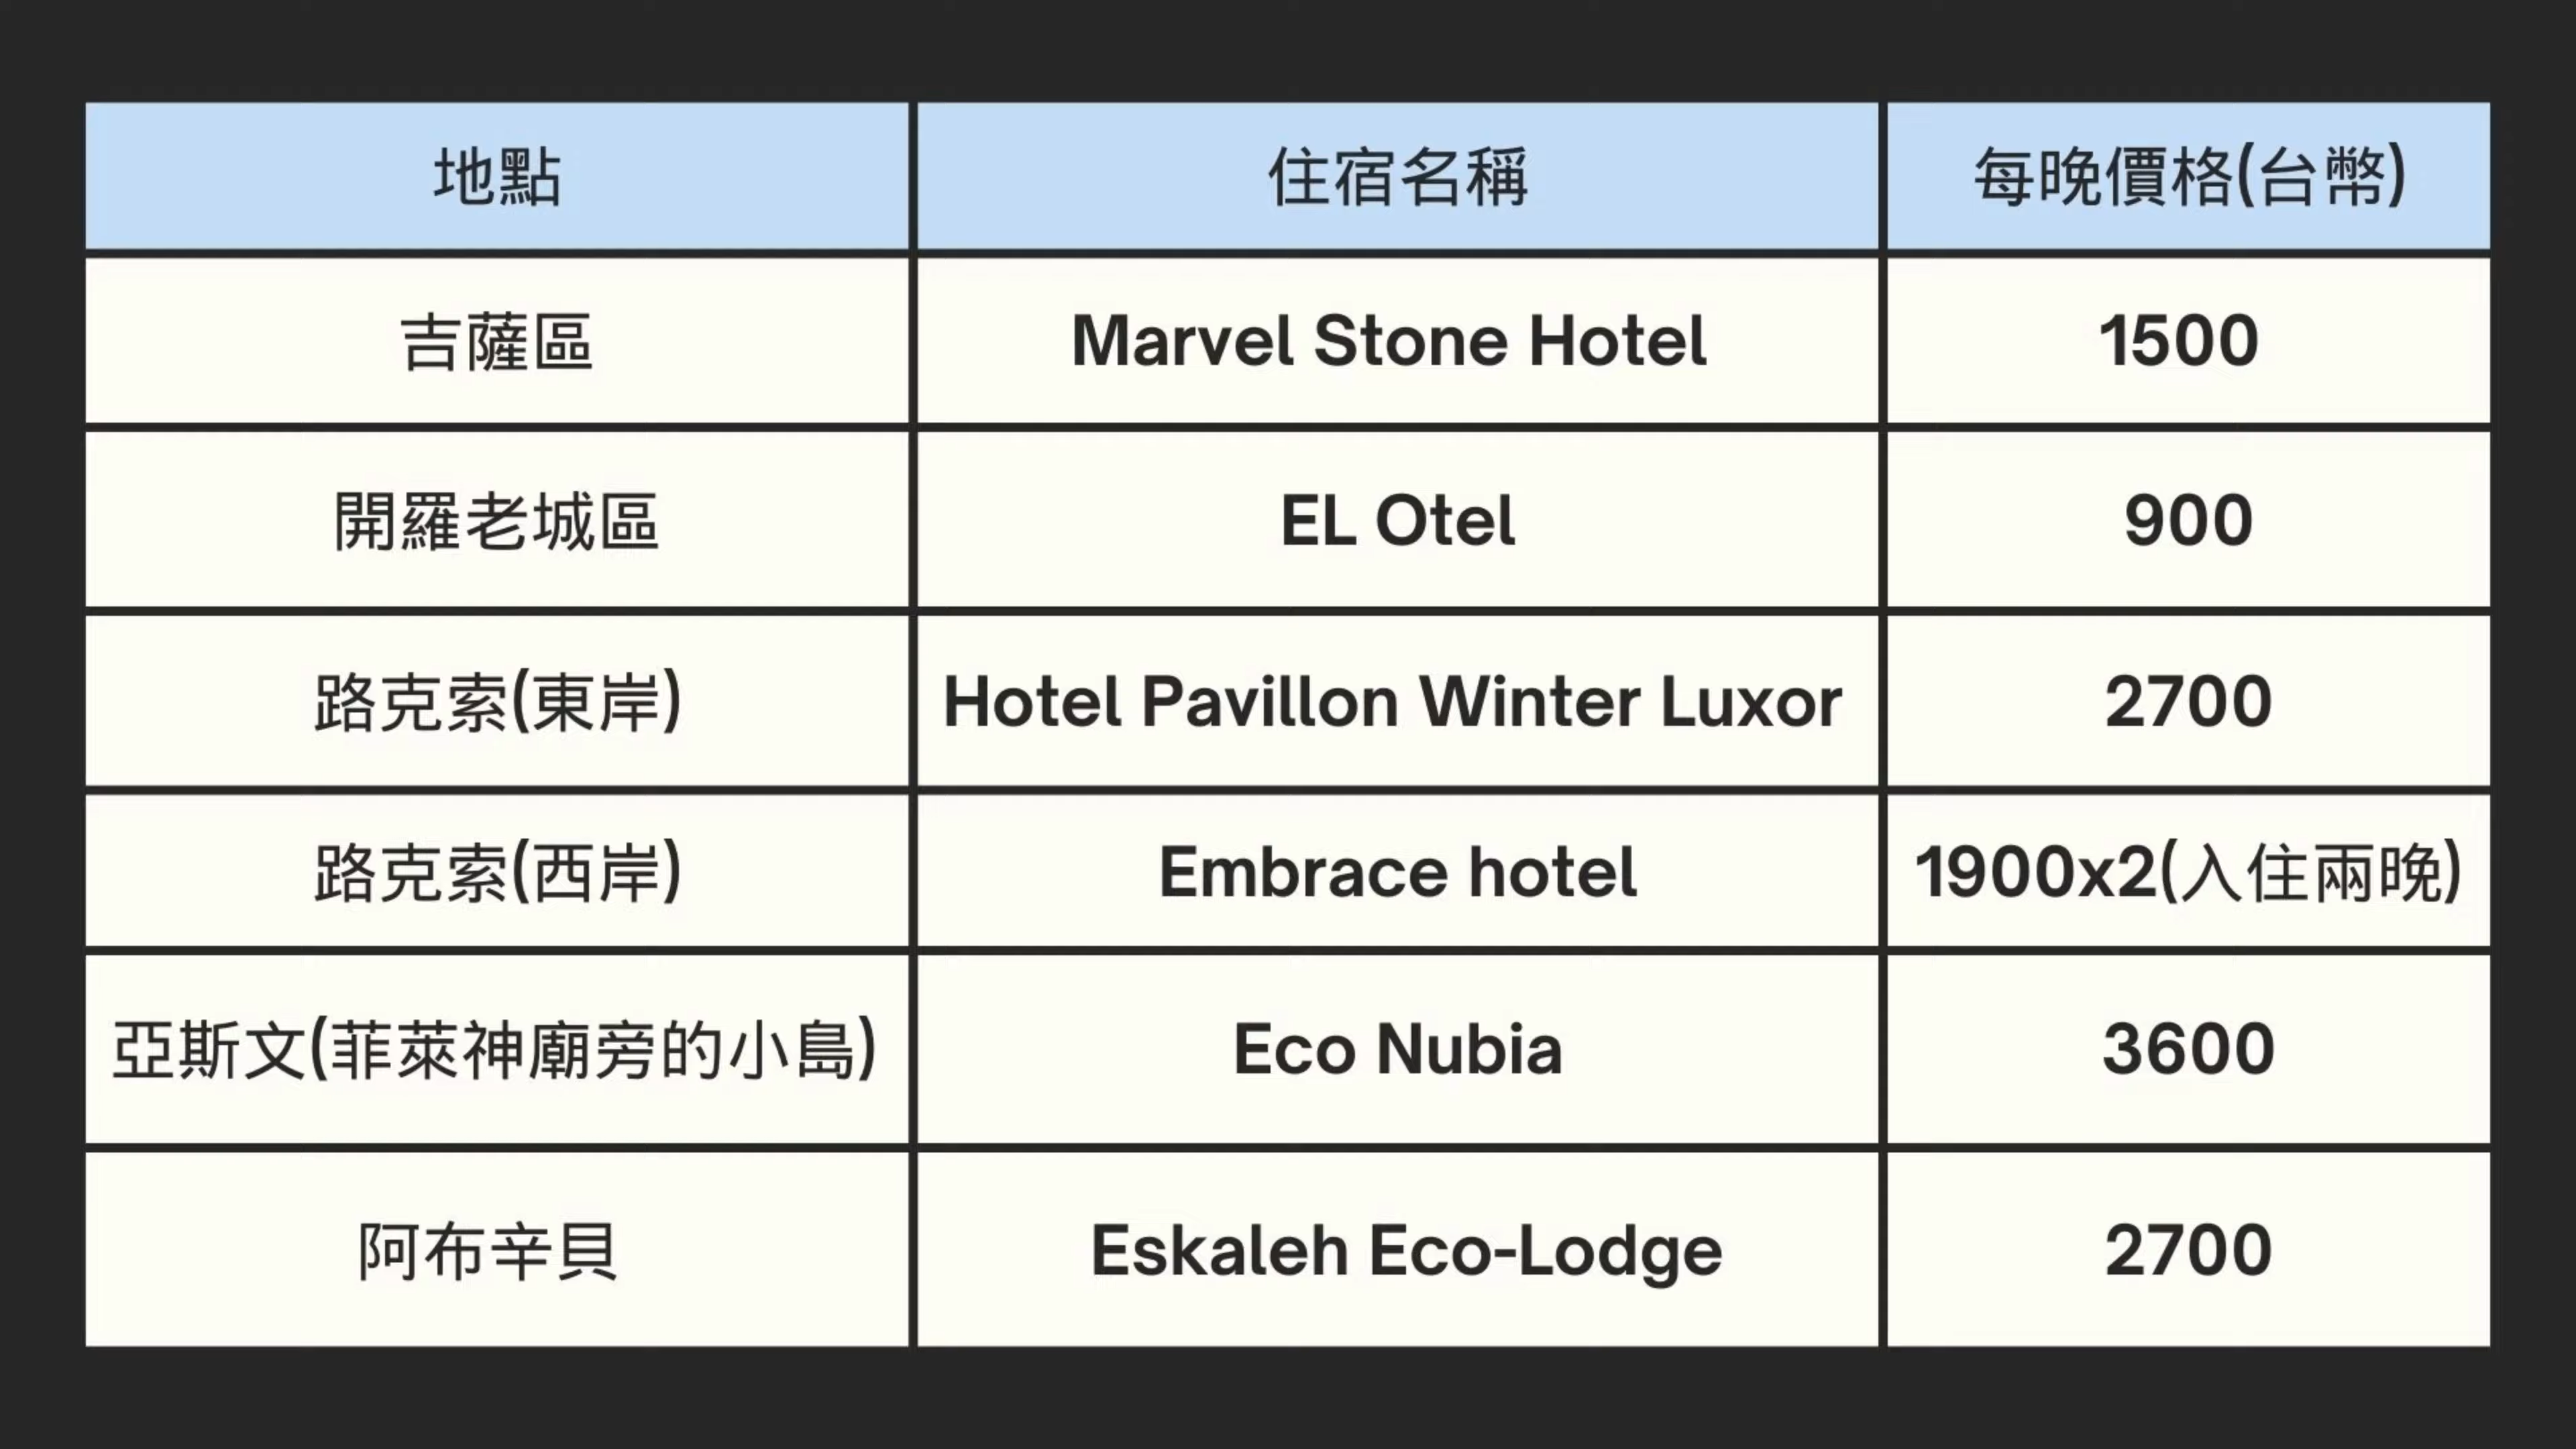 地點 住宿名稱 每晚價格(台幣)
吉薩區 Marvel Stone Hotel 1500
開羅老城區 EL Otel 900
路克索(東岸) Hotel Pavillon Winter Luxor 2700
路克索(西岸) Embrace hotel 1900x2(入住兩晚)
亞斯文(菲萊神廟旁的小島) Eco Nubia 3600
阿布辛貝 Eskaleh Eco-Lodge 2700